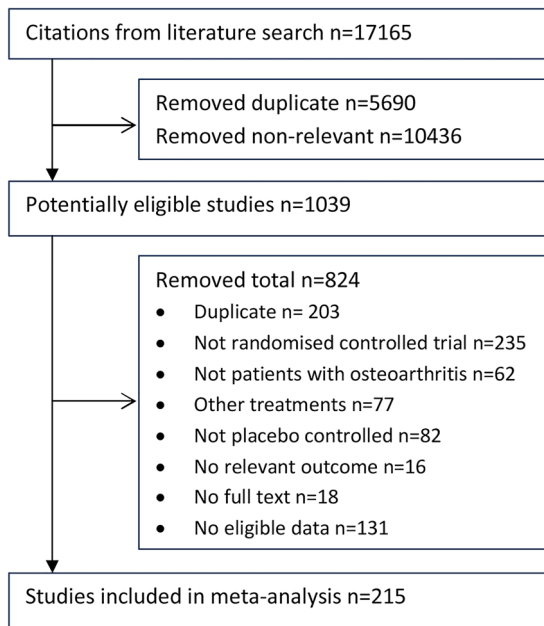 Citations from literature search n=17165
Removed duplicate n=5690
Removed non-relevant n=10436
Potentially eligible studies n=1039
Removed total n=824
• Duplicate n= 203
• Not randomised controlled trial n=235
• Not patients with osteoarthritis n=62
• Other treatments n=77
• Not placebo controlled n=82
• No relevant outcome n=16
• No full text n=18
• No eligible data n=131
Studies included in meta-analysis n=215